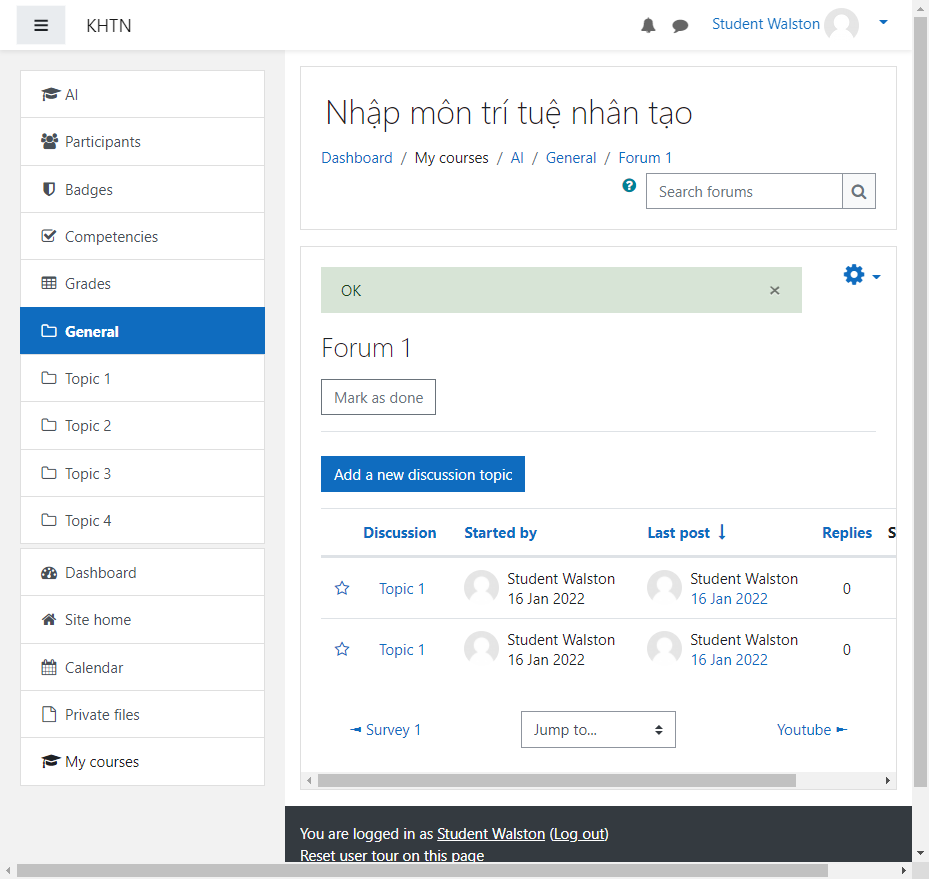 KHTN
Student Walston
AI
Participants
Badges
Competencies
Grades
General
Topic 1
Topic 2
Topic 3
Topic 4
Dashboard
Site home
Calendar
Private files
My courses
Nhập môn trí tuệ nhân tạo
Dashboard / My courses / AI / General / Forum 1
Search forums
OK ×
Forum 1
Mark as done
Add a new discussion topic
Discussion Started by Last post ↓ Replies S
Topic 1 Student Walston Student Walston 0
16 Jan 2022 16 Jan 2022
Topic 1 Student Walston Student Walston 0
16 Jan 2022 16 Jan 2022
◄ Survey 1 Jump to... Youtube ►
You are logged in as Student Walston (Log out)
Reset user tour on this page